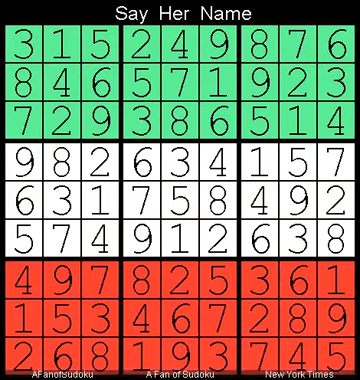 Say Her Name
3 1 5 2 4 9 8 7 6
8 4 6 5 7 1 9 2 3
7 2 9 3 8 6 5 1 4
9 8 2 6 3 4 1 5 7
6 3 1 7 5 8 4 9 2
5 7 4 9 1 2 6 3 8
4 9 7 8 2 5 3 6 1
1 5 3 4 6 7 2 8 9
2 6 8 1 9 3 7 4 5
AFanofSudoku A Fan of Sudoku New York Times